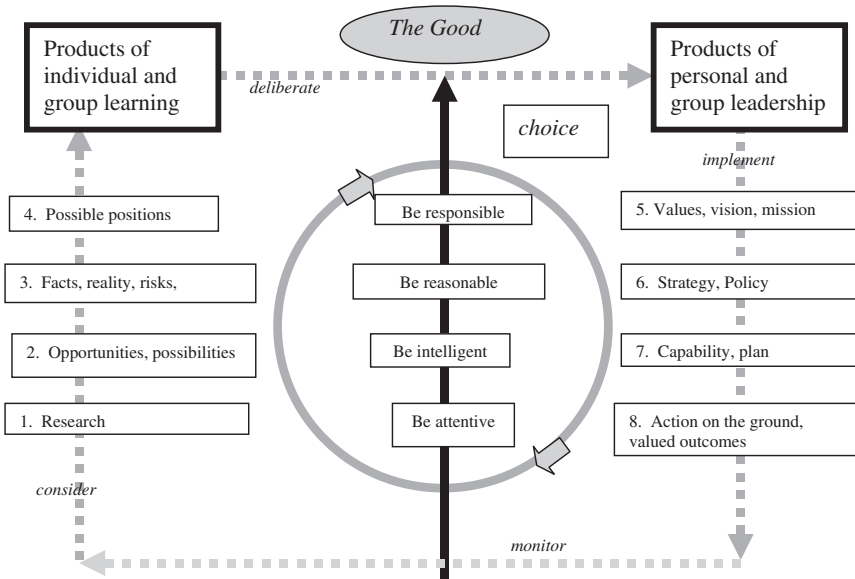 The Good
Products of
individual and
group learning
deliberate
Products of
personal and
group leadership
choice
implement
4. Possible positions
3. Facts, reality, risks,
2. Opportunities, possibilities
1. Research
consider
Be responsible
Be reasonable
Be intelligent
Be attentive
5. Values, vision, mission
6. Strategy, Policy
7. Capability, plan
8. Action on the ground,
valued outcomes
monitor